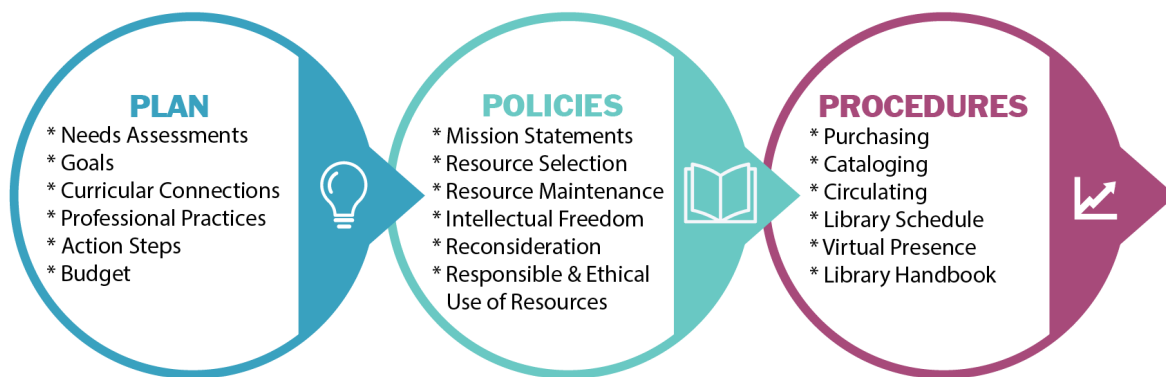 PLAN
* Needs Assessments
* Goals
* Curricular Connections
* Professional Practices
* Action Steps
* Budget
POLICIES
* Mission Statements
* Resource Selection
* Resource Maintenance
* Intellectual Freedom
* Reconsideration
* Responsible & Ethical
Use of Resources
PROCEDURES
* Purchasing
* Cataloging
* Circulating
* Library Schedule
* Virtual Presence
* Library Handbook